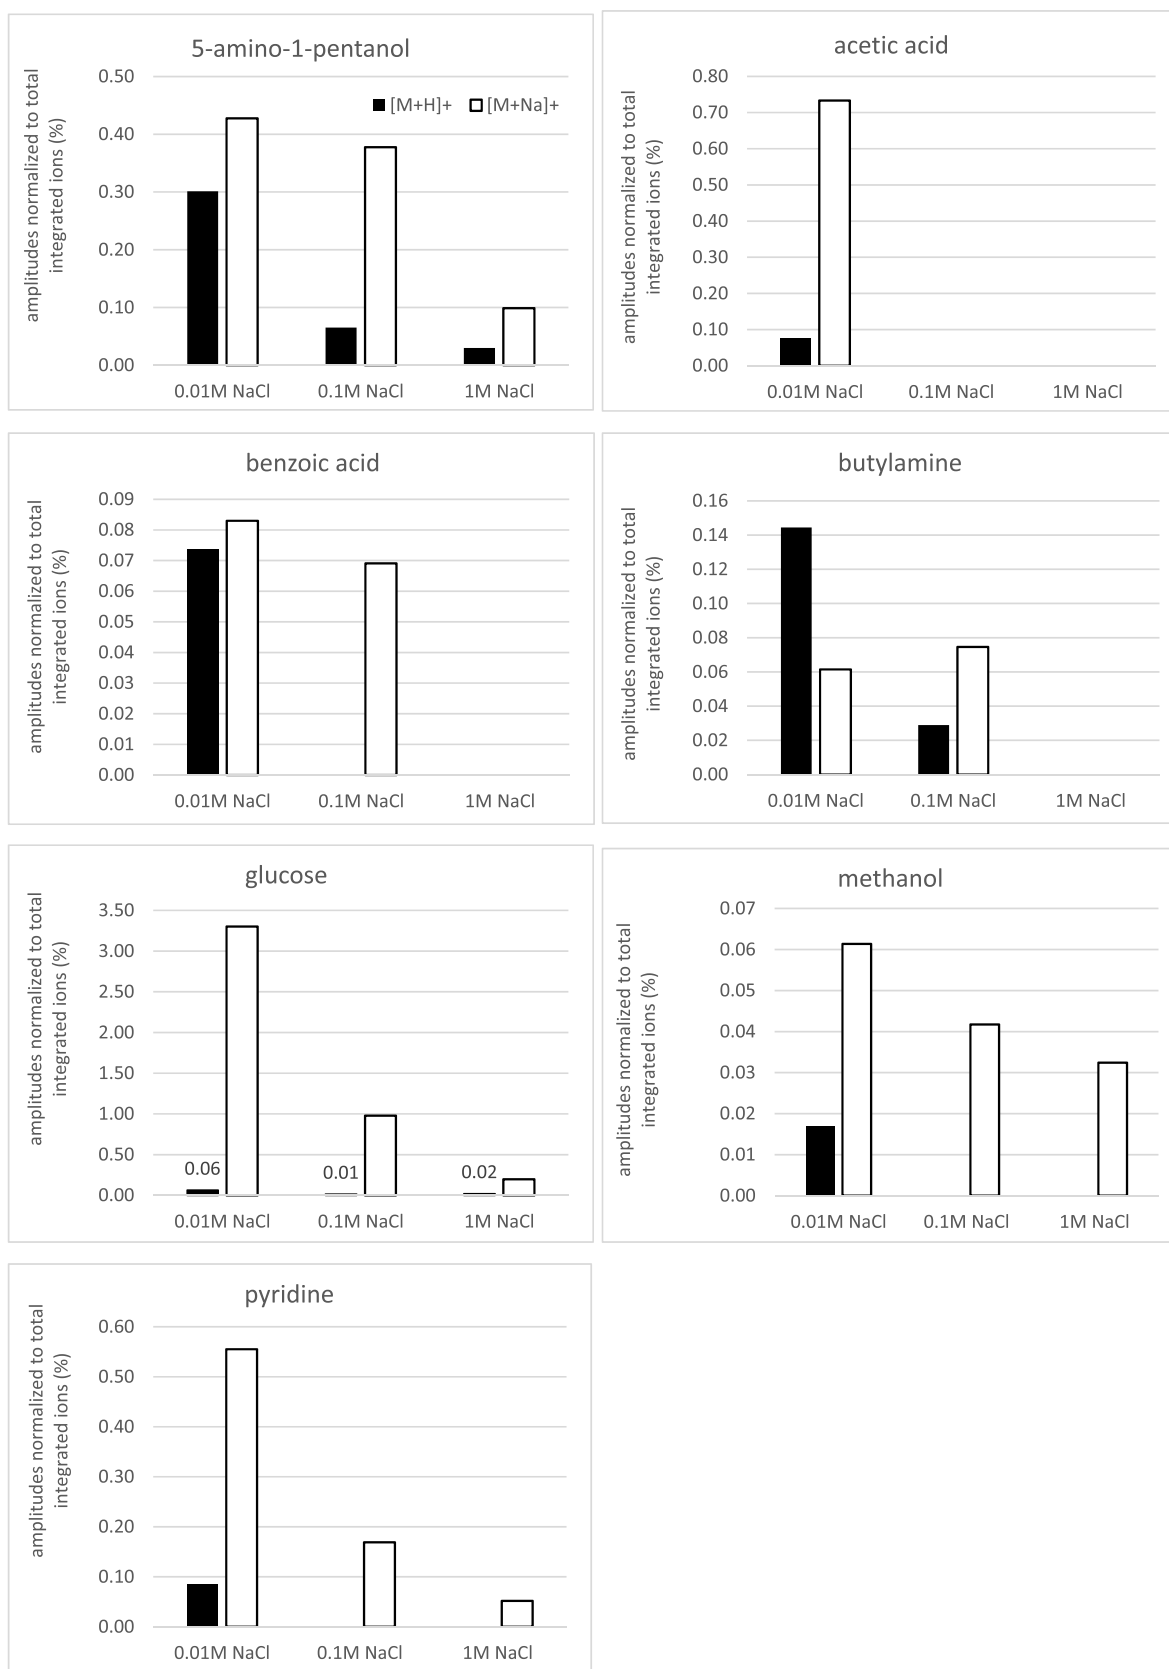 5-amino-1-pentanol
amplitudes normalized to total
integrated ions (%)
[M+H]+ [M+Na]+
0.50
0.40
0.30
0.20
0.10
0.00
0.01M NaCl 0.1M NaCl 1M NaCl
acetic acid
amplitudes normalized to total
integrated ions (%)
0.80
0.70
0.60
0.50
0.40
0.30
0.20
0.10
0.00
0.01M NaCl 0.1M NaCl 1M NaCl
benzoic acid
amplitudes normalized to total
integrated ions (%)
0.09
0.08
0.07
0.06
0.05
0.04
0.03
0.02
0.01
0.00
0.01M NaCl 0.1M NaCl 1M NaCl
butylamine
amplitudes normalized to total
integrated ions (%)
0.16
0.14
0.12
0.10
0.08
0.06
0.04
0.02
0.00
0.01M NaCl 0.1M NaCl 1M NaCl
glucose
amplitudes normalized to total
integrated ions (%)
3.50
3.00
2.50
2.00
1.50
1.00
0.50
0.00
0.06 0.01 0.02
0.01M NaCl 0.1M NaCl 1M NaCl
methanol
amplitudes normalized to total
integrated ions (%)
0.07
0.06
0.05
0.04
0.03
0.02
0.01
0.00
0.01M NaCl 0.1M NaCl 1M NaCl
pyridine
amplitudes normalized to total
integrated ions (%)
0.60
0.50
0.40
0.30
0.20
0.10
0.00
0.01M NaCl 0.1M NaCl 1M NaCl